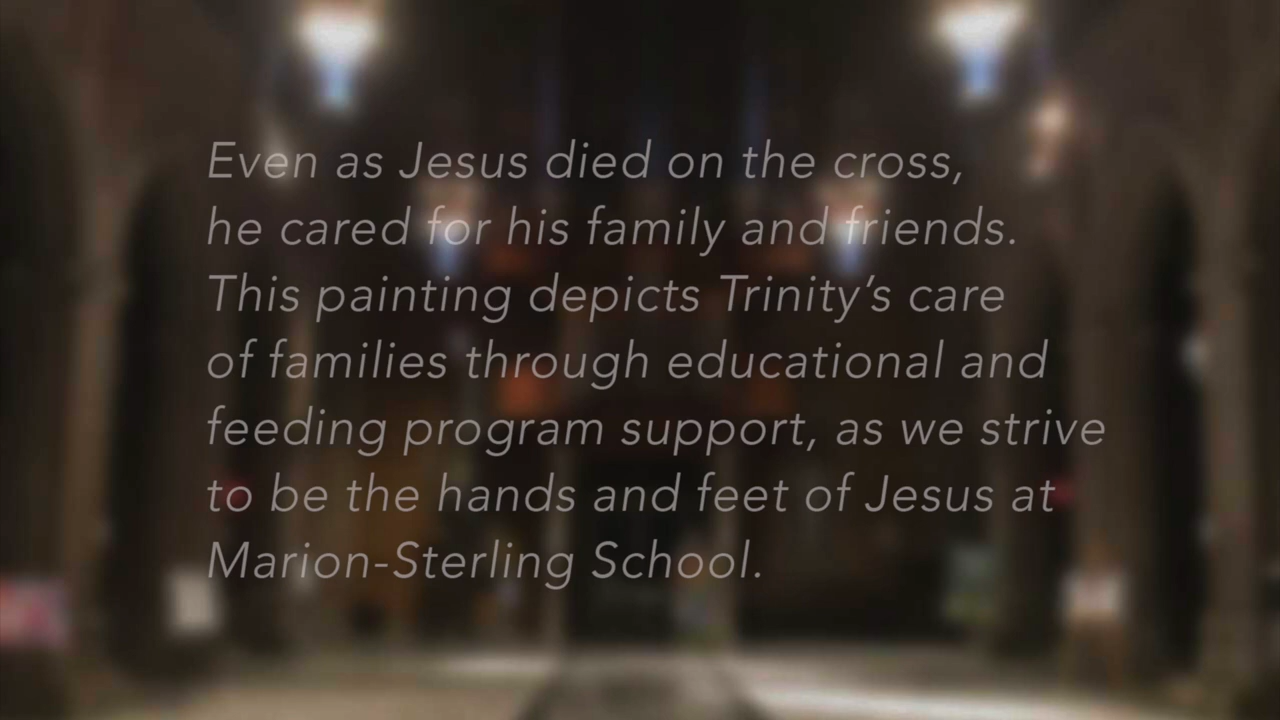 Even as Jesus died on the cross,
he cared for his family and friends.
This painting depicts Trinity’s care
of families through educational and
feeding program support, as we strive
to be the hands and feet of Jesus at
Marion-Sterling School.